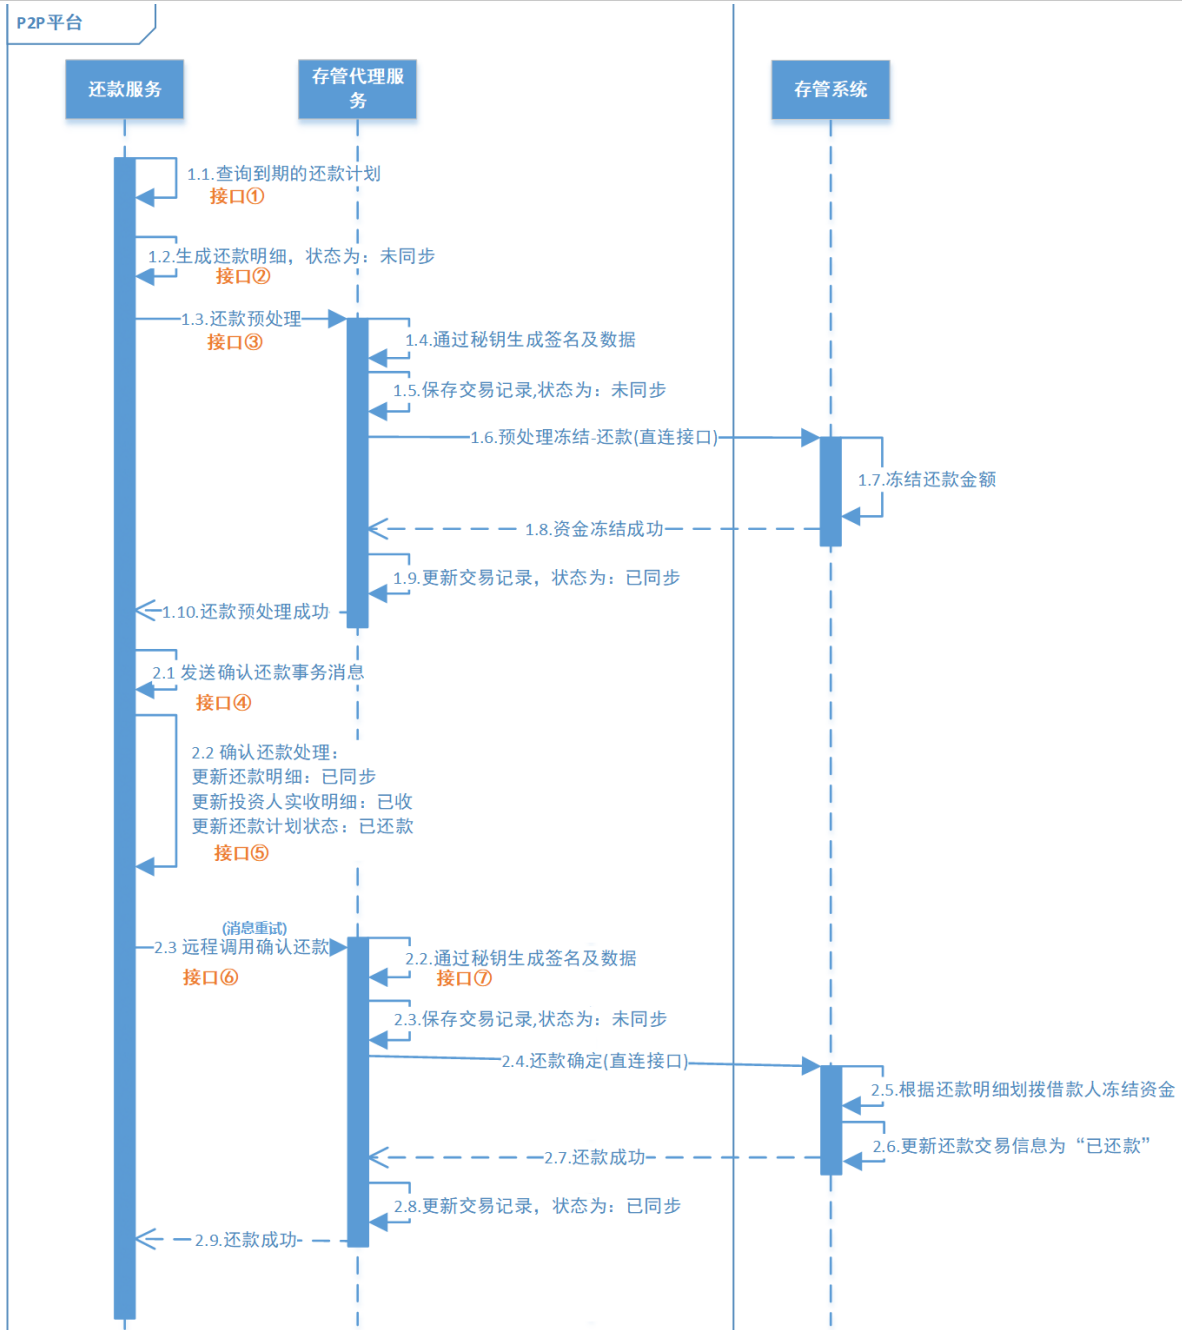 P2P平台
还款服务
存管代理服
务
存管系统
1.1.查询到期的还款计划
接口①
1.2.生成还款明细，状态为：未同步
接口②
1.3.还款预处理
接口③
1.4.通过秘钥生成签名及数据
1.5.保存交易记录,状态为：未同步
1.6.预处理冻结-还款(直连接口)
1.7.冻结还款金额
1.8.资金冻结成功
1.9.更新交易记录，状态为：已同步
1.10.还款预处理成功
2.1 发送确认还款事务消息
接口④
2.2 确认还款处理：
更新还款明细：已同步
更新投资人实收明细：已收
更新还款计划状态：已还款
接口⑤
(消息重试)
2.3 远程调用确认还款
接口⑥
2.2.通过秘钥生成签名及数据
接口⑦
2.3.保存交易记录,状态为：未同步
2.4.还款确定(直连接口)
2.5.根据还款明细划拨借款人冻结资金
2.6.更新还款交易信息为“已还款”
2.7.还款成功
2.8.更新交易记录，状态为：已同步
2.9.还款成功